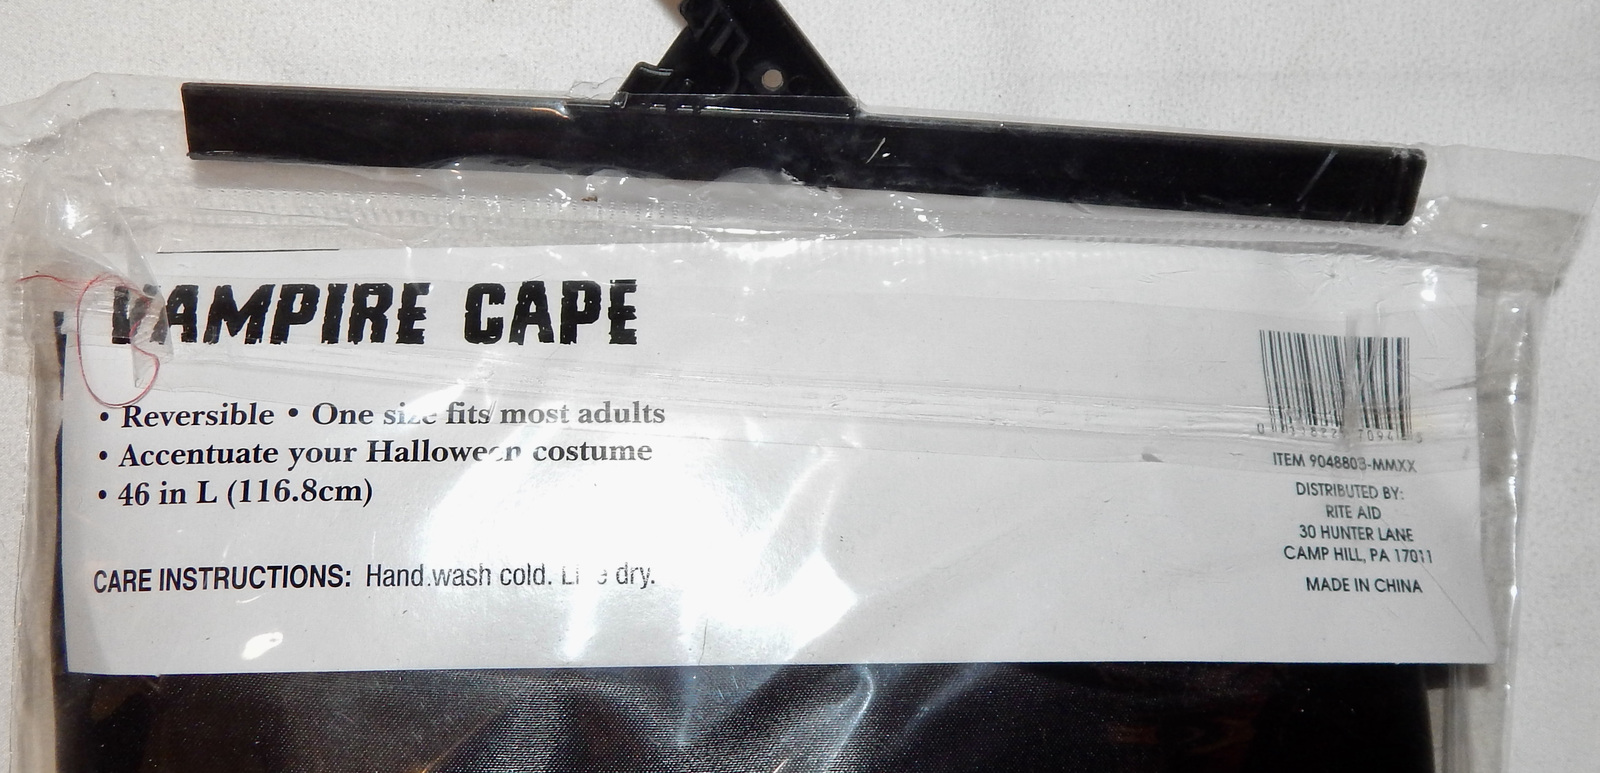 VAMPIRE CAPE
• Reversible • One size fits most adults
• Accentuate your Halloween costume
• 46 in L (116.8cm)
CARE INSTRUCTIONS: Hand wash cold. Line dry.
ITEM 9048803-MMXX
DISTRIBUTED BY:
RITE AID
30 HUNTER LANE
CAMP HILL, PA 17011
MADE IN CHINA